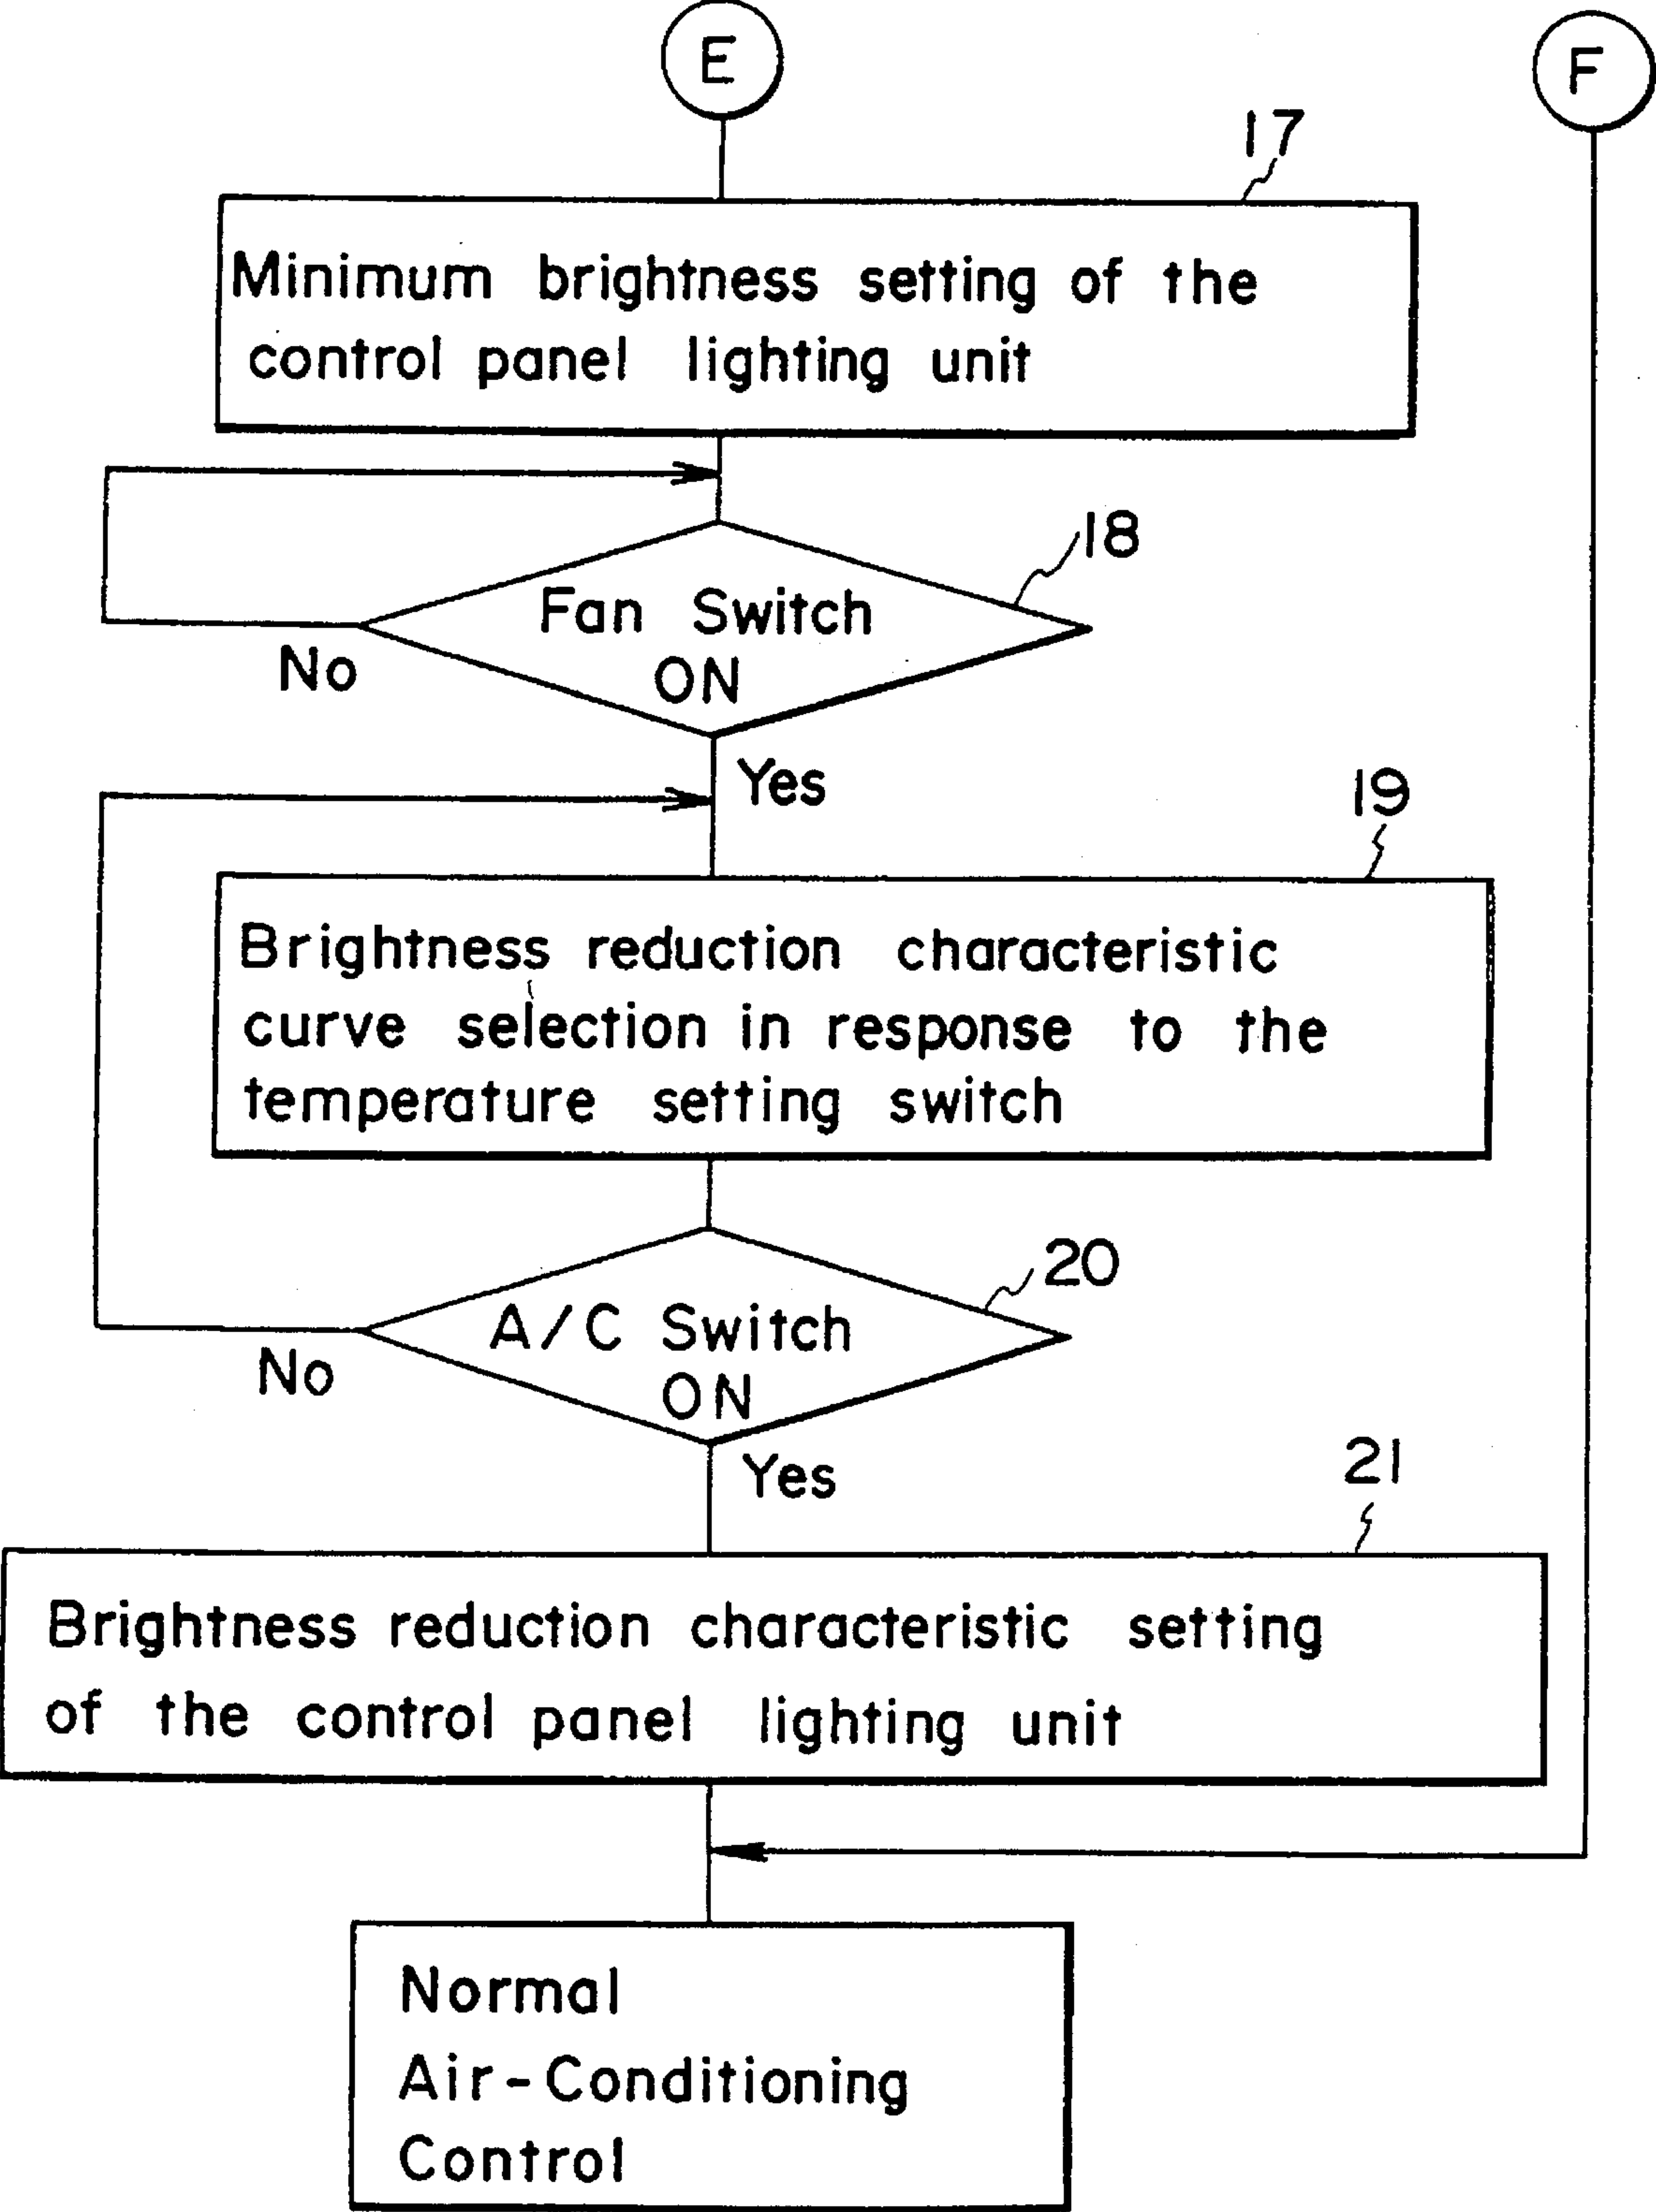 E
F
17
Minimum brightness setting of the
control panel lighting unit
18
Fan Switch
ON
No
Yes
19
Brightness reduction characteristic
curve selection in response to the
temperature setting switch
20
A/C Switch
ON
No
Yes
21
Brightness reduction characteristic setting
of the control panel lighting unit
Normal
Air-Conditioning
Control